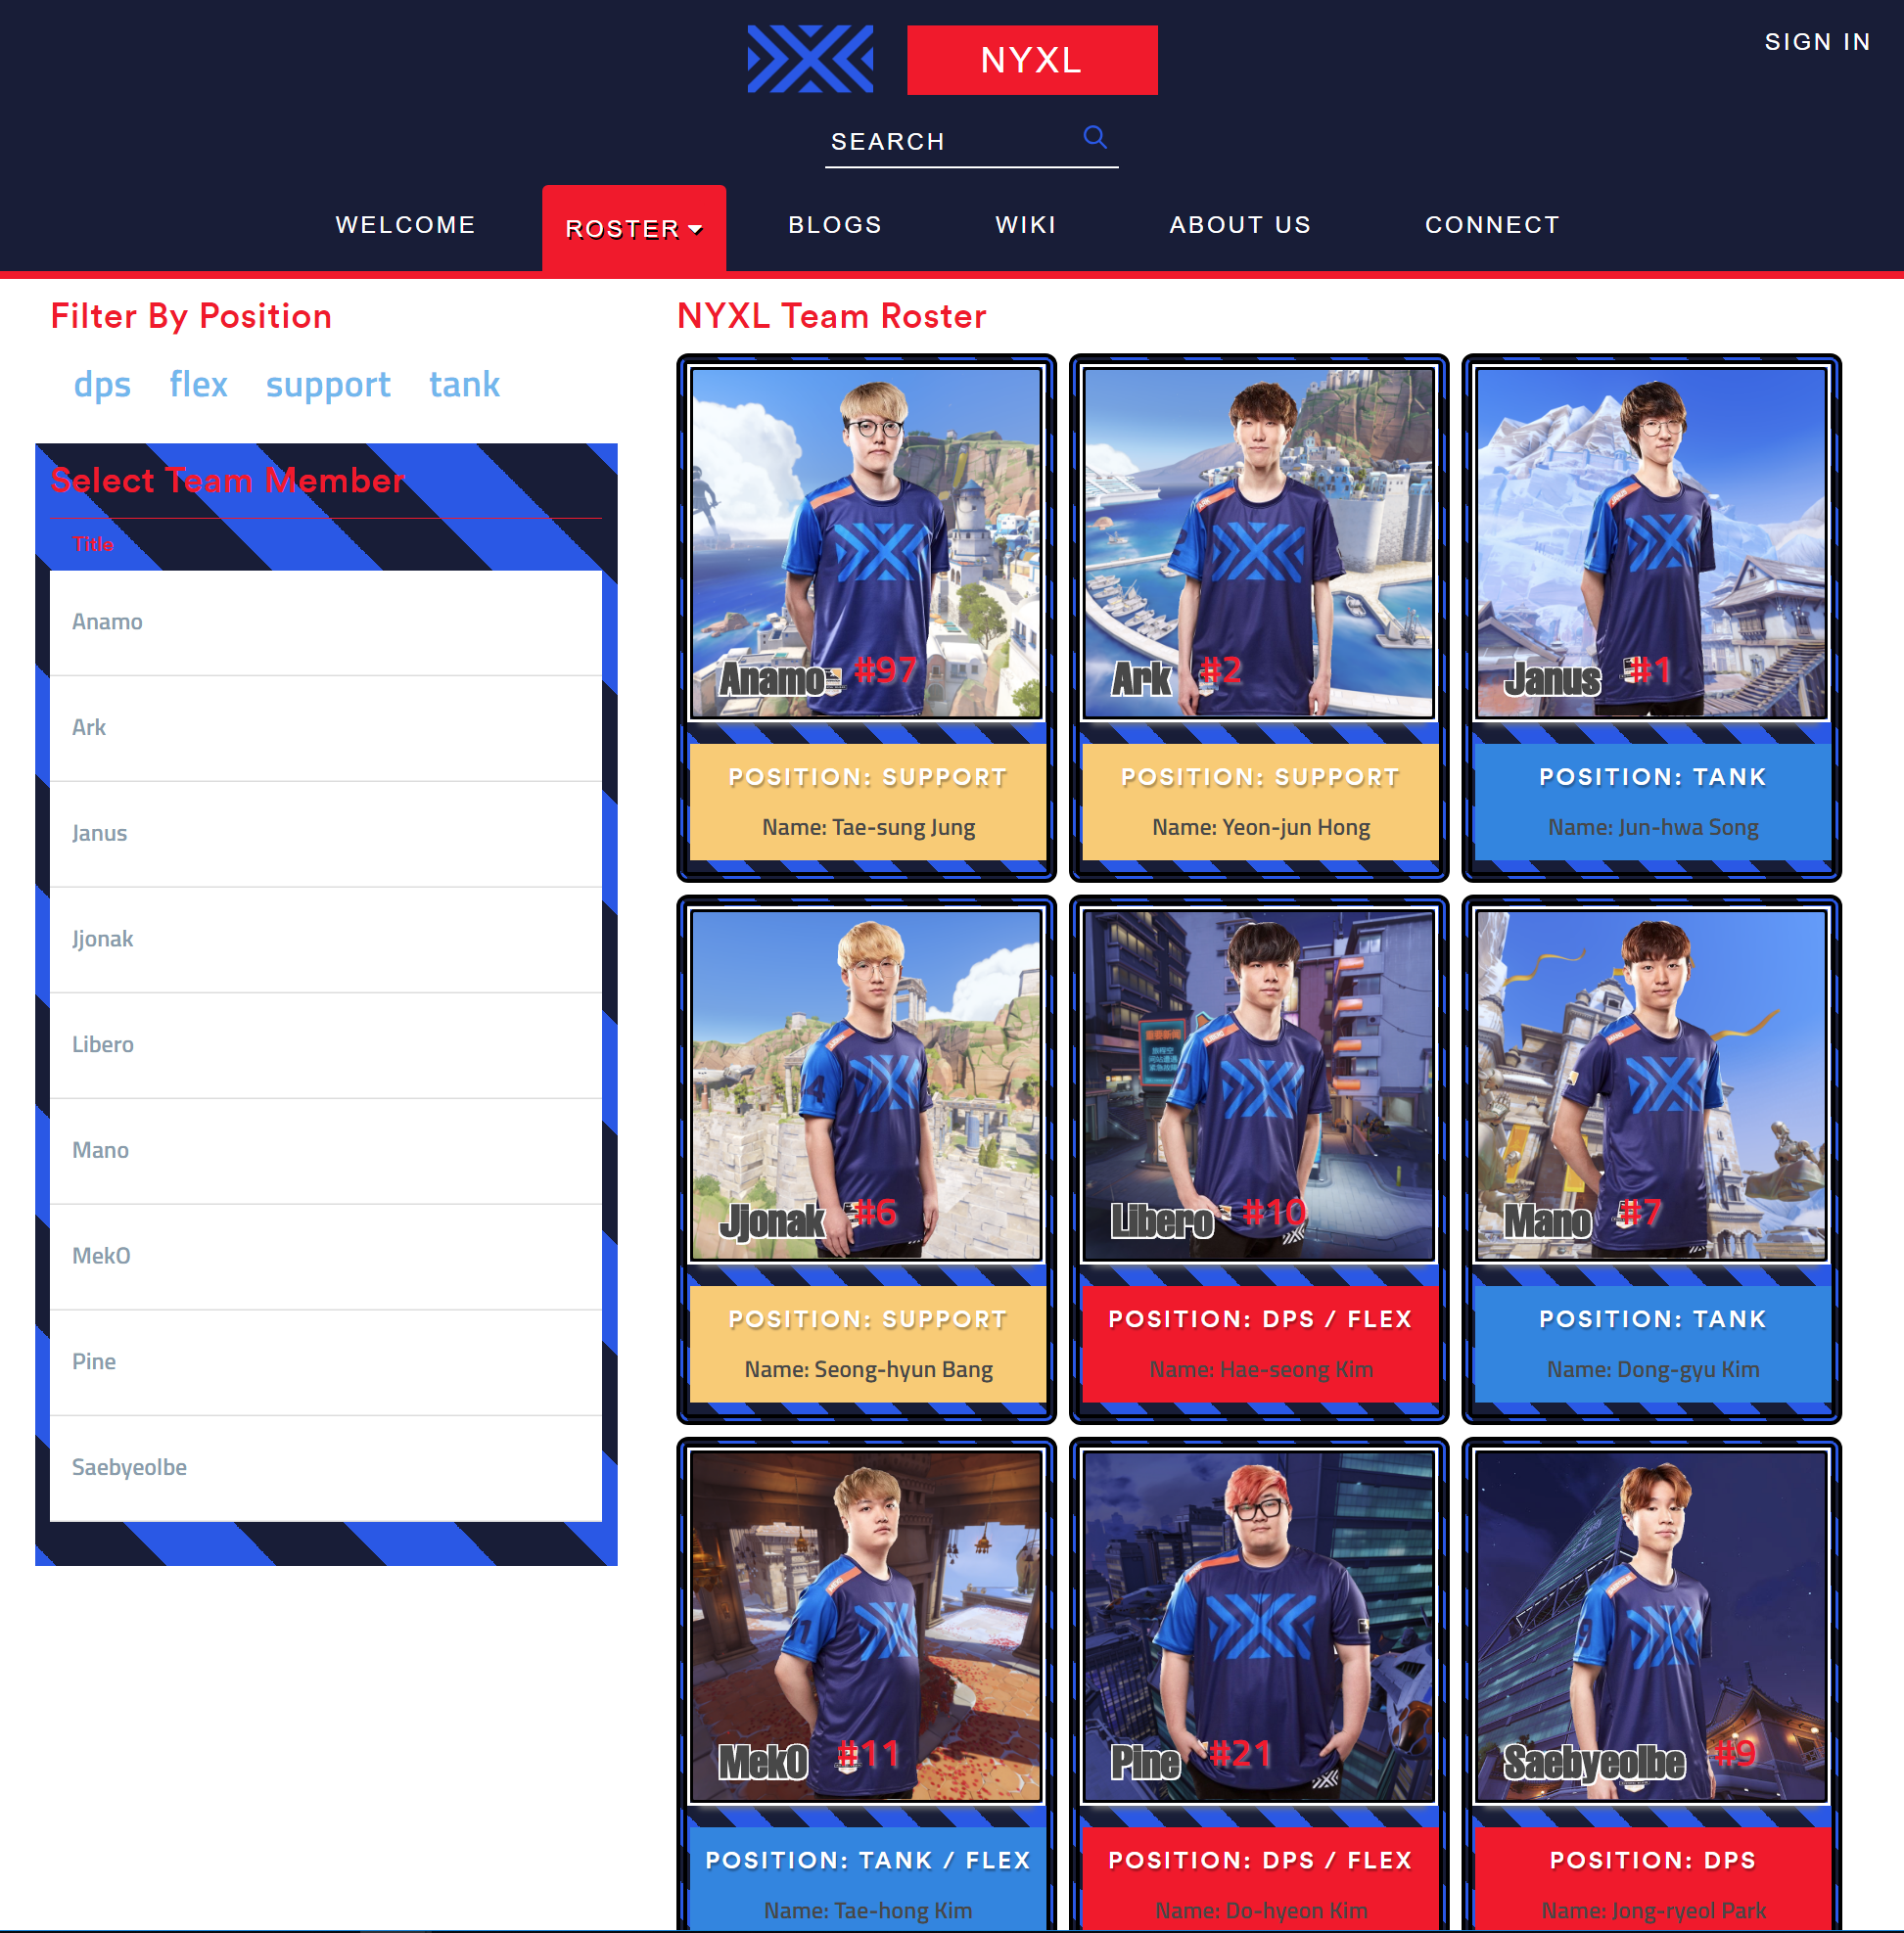 NYXL
SIGN IN
SEARCH
WELCOME
ROSTER
BLOGS
WIKI
ABOUT US
CONNECT
Filter By Position
dps
flex
support
tank
Select Team Member
Title
Anamo
Ark
Janus
Jjonak
Libero
Mano
MekO
Pine
Saebyeolbe
NYXL Team Roster
Anamo #97
POSITION: SUPPORT
Name: Tae-sung Jung
ARK
Ark #2
POSITION: SUPPORT
Name: Yeon-jun Hong
JANUS
Janus #1
POSITION: TANK
Name: Jun-hwa Song
Jjonak #6
POSITION: SUPPORT
Name: Seong-hyun Bang
Libero #10
POSITION: DPS / FLEX
Name: Hae-seong Kim
Mano #7
POSITION: TANK
Name: Dong-gyu Kim
MekO #11
POSITION: TANK / FLEX
Name: Tae-hong Kim
Pine #21
POSITION: DPS / FLEX
Name: Do-hyeon Kim
Saebyeolbe #9
POSITION: DPS
Name: Jong-ryeol Park